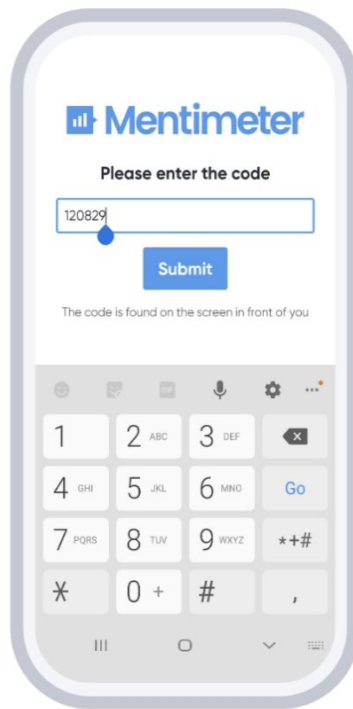 Mentimeter
Please enter the code
120829
Submit
The code is found on the screen in front of you
GIF
1
2 ABC
3 DEF
4 GHI
5 JKL
6 MNO
Go
7 PQRS
8 TUV
9 WXYZ
*+#
*
0 +
#
,